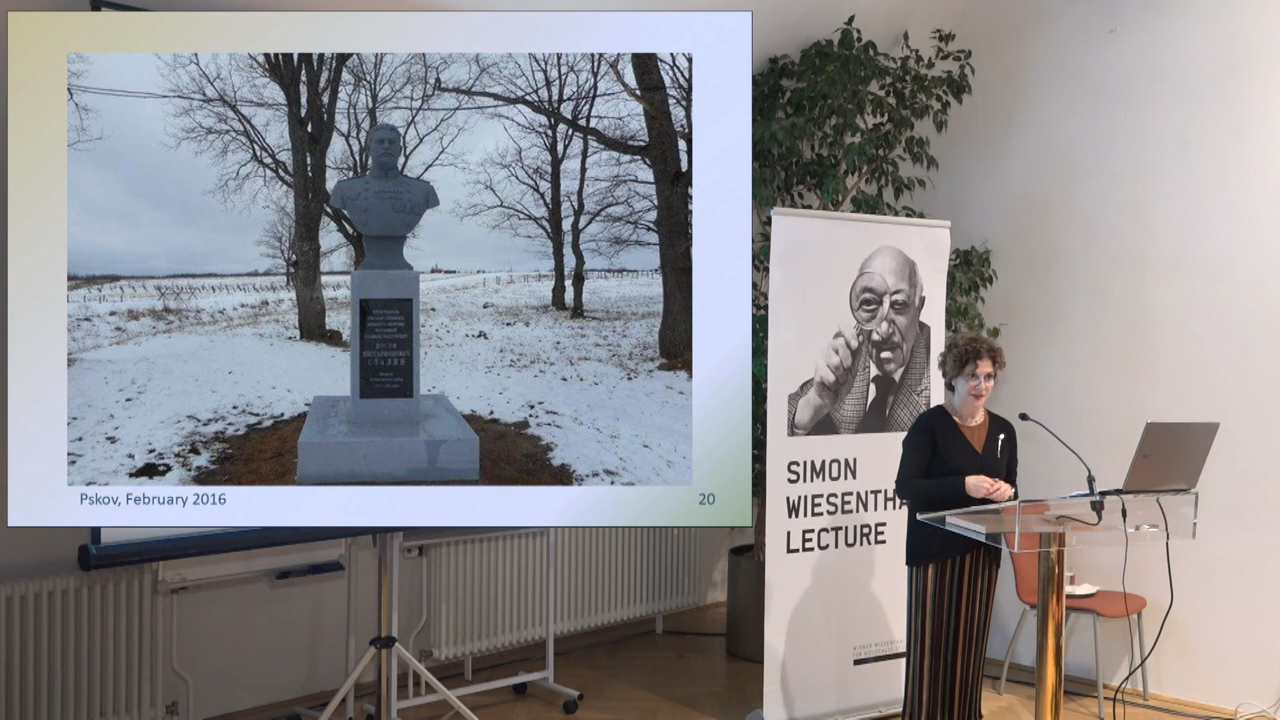 ИОСИФ
ВИССАРИОНОВИЧ
СТАЛИН
Pskov, February 2016
20
SIMON
WIESENTHA
LECTURE